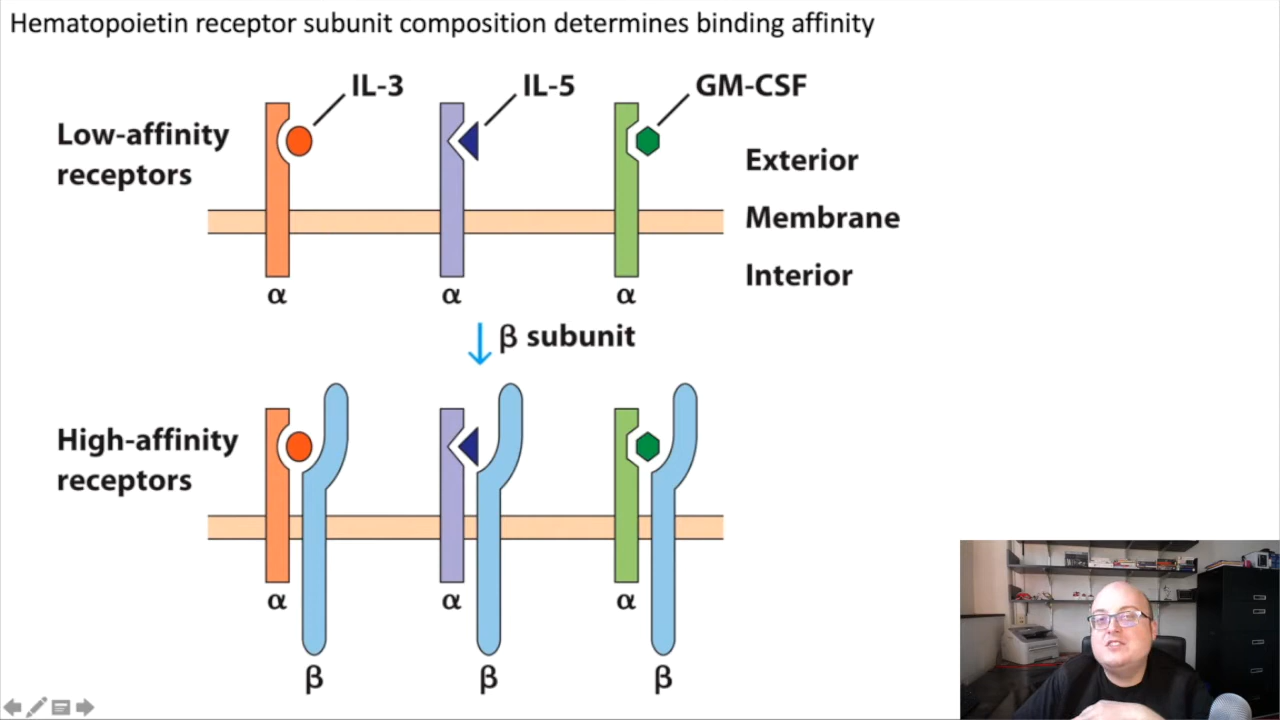 Hematopoietin receptor subunit composition determines binding affinity
IL-3
IL-5
GM-CSF
Low-affinity
receptors
Exterior
Membrane
Interior
α
α
α
β subunit
High-affinity
receptors
α
α
α
β
β
β